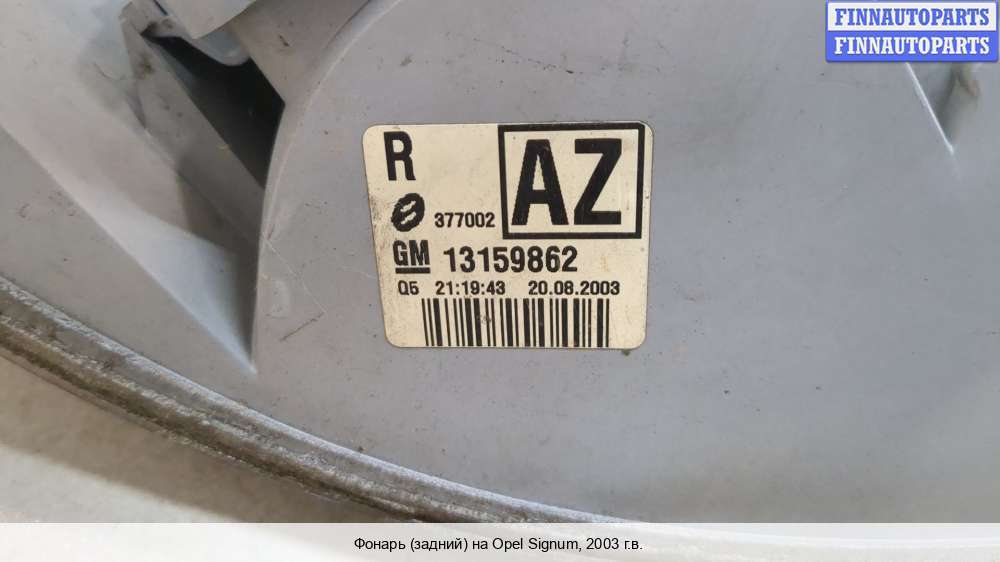 FINNAUTOPARTS
FINNAUTOPARTS
R
AZ
377002
GM 13159862
Q5 21:19:43 20.08.2003
Фонарь (задний) на Opel Signum, 2003 г.в.